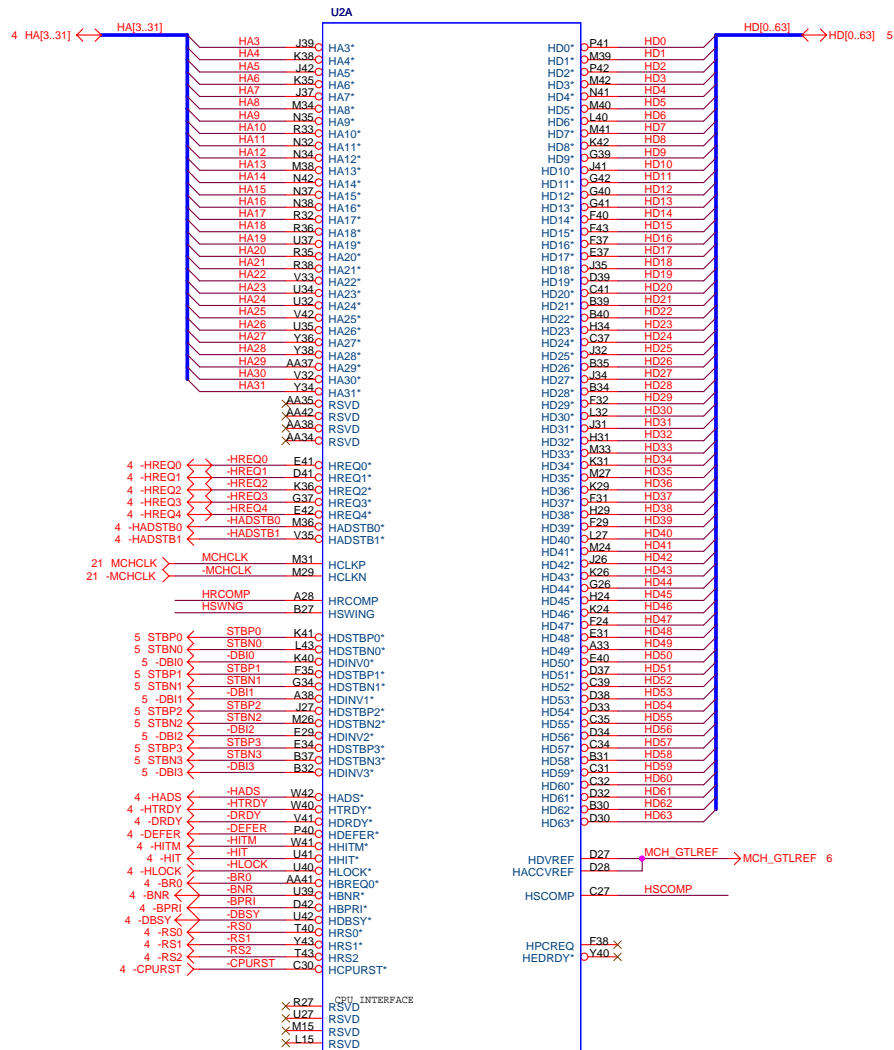 U2A
4 HA[3..31]
HA3 J39 HA3*
HA4 K38 HA4*
HA5 J42 HA5*
HA6 K35 HA6*
HA7 J37 HA7*
HA8 M34 HA8*
HA9 N35 HA9*
HA10 R33 HA10*
HA11 N32 HA11*
HA12 N34 HA12*
HA13 M38 HA13*
HA14 N42 HA14*
HA15 N37 HA15*
HA16 N38 HA16*
HA17 R32 HA17*
HA18 R36 HA18*
HA19 U37 HA19*
HA20 R35 HA20*
HA21 R38 HA21*
HA22 V33 HA22*
HA23 U34 HA23*
HA24 U32 HA24*
HA25 V42 HA25*
HA26 U35 HA26*
HA27 Y36 HA27*
HA28 Y38 HA28*
HA29 AA37 HA29*
HA30 V32 HA30*
HA31 Y34 HA31*
AA35 RSVD
AA42 RSVD
AA38 RSVD
AA34 RSVD
4 -HREQ0 -HREQ0 E41 HREQ0*
4 -HREQ1 -HREQ1 D41 HREQ1*
4 -HREQ2 -HREQ2 K36 HREQ2*
4 -HREQ3 -HREQ3 G37 HREQ3*
4 -HREQ4 -HREQ4 E42 HREQ4*
4 -HADSTB0 -HADSTB0 M36 HADSTB0*
4 -HADSTB1 -HADSTB1 V35 HADSTB1*
21 MCHCLK MCHCLK M31 HCLKP
21 -MCHCLK -MCHCLK M29 HCLKN
HRCOMP A28 HRCOMP
HSWNG B27 HSWING
5 STBP0 STBP0 K41 HDSTBP0*
5 STBN0 STBN0 L43 HDSTBN0*
5 -DBI0 -DBI0 K40 HDINV0*
5 STBP1 STBP1 F35 HDSTBP1*
5 STBN1 STBN1 G34 HDSTBN1*
5 -DBI1 -DBI1 A38 HDINV1*
5 STBP2 STBP2 J27 HDSTBP2*
5 STBN2 STBN2 M26 HDSTBN2*
5 -DBI2 -DBI2 E29 HDINV2*
5 STBP3 STBP3 E34 HDSTBP3*
5 STBN3 STBN3 B37 HDSTBN3*
5 -DBI3 -DBI3 B32 HDINV3*
4 -HADS -HADS W42 HADS*
4 -HTRDY -HTRDY W40 HTRDY*
4 -DRDY -DRDY V41 HDRDY*
4 -DEFER -DEFER P40 HDEFER*
4 -HITM -HITM W41 HHITM*
4 -HIT -HIT U41 HHIT*
4 -HLOCK -HLOCK U40 HLOCK*
4 -BR0 -BR0 AA41 HBREQ0*
4 -BNR -BNR U39 HBNR*
4 -BPRI -BPRI D42 HBPRI*
4 -DBSY -DBSY U42 HDBSY*
4 -RS0 -RS0 T40 HRS0*
4 -RS1 -RS1 Y43 HRS1*
4 -RS2 -RS2 T43 HRS2
4 -CPURST -CPURST C30 HCPURST*
CPU INTERFACE
R27 RSVD
U27 RSVD
M15 RSVD
L15 RSVD
HD[0..63] HD[0..63] 5
HD0* P41 HD0
HD1* M39 HD1
HD2* P42 HD2
HD3* M42 HD3
HD4* N41 HD4
HD5* M40 HD5
HD6* L40 HD6
HD7* M41 HD7
HD8* K42 HD8
HD9* G39 HD9
HD10* J41 HD10
HD11* G42 HD11
HD12* G40 HD12
HD13* G41 HD13
HD14* F40 HD14
HD15* F43 HD15
HD16* F37 HD16
HD17* E37 HD17
HD18* J35 HD18
HD19* D39 HD19
HD20* C41 HD20
HD21* B39 HD21
HD22* B40 HD22
HD23* H34 HD23
HD24* C37 HD24
HD25* J32 HD25
HD26* B35 HD26
HD27* J34 HD27
HD28* B34 HD28
HD29* F32 HD29
HD30* L32 HD30
HD31* J31 HD31
HD32* H31 HD32
HD33* M33 HD33
HD34* K31 HD34
HD35* M27 HD35
HD36* K29 HD36
HD37* F31 HD37
HD38* H29 HD38
HD39* F29 HD39
HD40* L27 HD40
HD41* M24 HD41
HD42* J26 HD42
HD43* K26 HD43
HD44* G26 HD44
HD45* H24 HD45
HD46* K24 HD46
HD47* F24 HD47
HD48* E31 HD48
HD49* A33 HD49
HD50* E40 HD50
HD51* D37 HD51
HD52* C39 HD52
HD53* D38 HD53
HD54* D33 HD54
HD55* C35 HD55
HD56* D34 HD56
HD57* C34 HD57
HD58* B31 HD58
HD59* C31 HD59
HD60* C32 HD60
HD61* D32 HD61
HD62* B30 HD62
HD63* D30 HD63
HDVREF D27 MCH_GTLREF MCH_GTLREF 6
HACCVREF D28
HSCOMP C27 HSCOMP
HPCREQ F38
HEDRDY* Y40